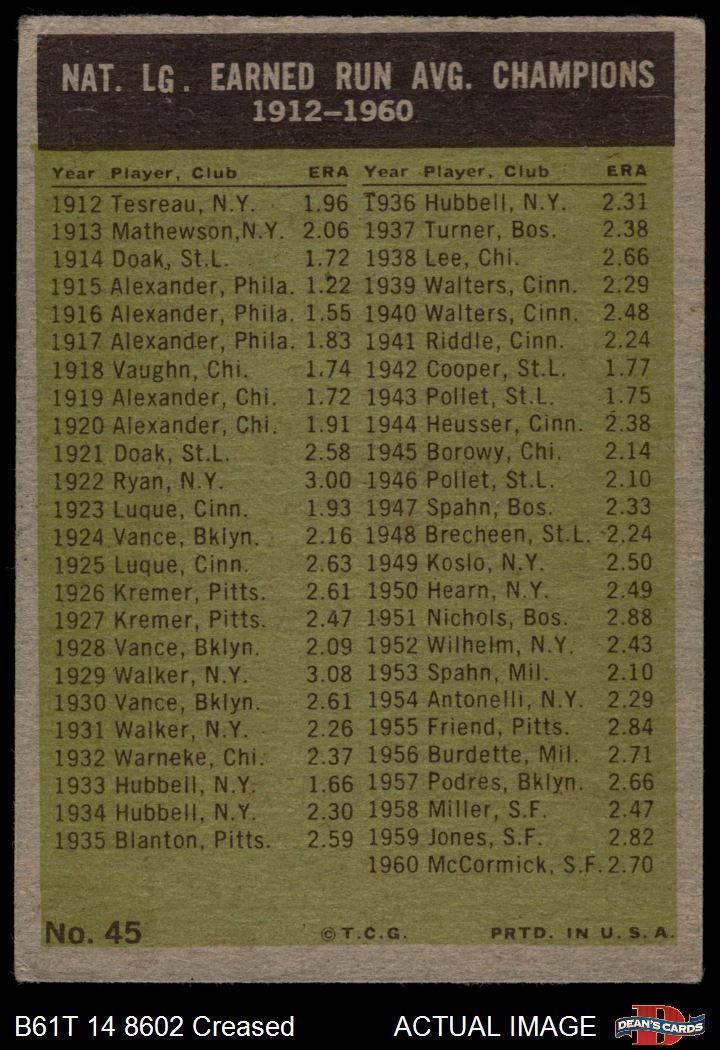 NAT. LG. EARNED RUN AVG. CHAMPIONS
1912–1960
Year Player, Club ERA
1912 Tesreau, N.Y. 1.96
1913 Mathewson, N.Y. 2.06
1914 Doak, St.L. 1.72
1915 Alexander, Phila. 1.22
1916 Alexander, Phila. 1.55
1917 Alexander, Phila. 1.83
1918 Vaughn, Chi. 1.74
1919 Alexander, Chi. 1.72
1920 Alexander, Chi. 1.91
1921 Doak, St.L. 2.58
1922 Ryan, N.Y. 3.00
1923 Luque, Cinn. 1.93
1924 Vance, Bklyn. 2.16
1925 Luque, Cinn. 2.63
1926 Kremer, Pitts. 2.61
1927 Kremer, Pitts. 2.47
1928 Vance, Bklyn. 2.09
1929 Walker, N.Y. 3.08
1930 Vance, Bklyn. 2.61
1931 Walker, N.Y. 2.26
1932 Warneke, Chi. 2.37
1933 Hubbell, N.Y. 1.66
1934 Hubbell, N.Y. 2.30
1935 Blanton, Pitts. 2.59
Year Player, Club ERA
1936 Hubbell, N.Y. 2.31
1937 Turner, Bos. 2.38
1938 Lee, Chi. 2.66
1939 Walters, Cinn. 2.29
1940 Walters, Cinn. 2.48
1941 Riddle, Cinn. 2.24
1942 Cooper, St.L. 1.77
1943 Pollet, St.L. 1.75
1944 Heusser, Cinn. 2.38
1945 Borowy, Chi. 2.14
1946 Pollet, St.L. 2.10
1947 Spahn, Bos. 2.33
1948 Brecheen, St.L. 2.24
1949 Koslo, N.Y. 2.50
1950 Hearn, N.Y. 2.49
1951 Nichols, Bos. 2.88
1952 Wilhelm, N.Y. 2.43
1953 Spahn, Mil. 2.10
1954 Antonelli, N.Y. 2.29
1955 Friend, Pitts. 2.84
1956 Burdette, Mil. 2.71
1957 Podres, Bklyn. 2.66
1958 Miller, S.F. 2.47
1959 Jones, S.F. 2.82
1960 McCormick, S.F. 2.70
No. 45 ©T.C.G. PRTD. IN U.S.A.
B61T 14 8602 Creased ACTUAL IMAGE DEAN'S CARDS